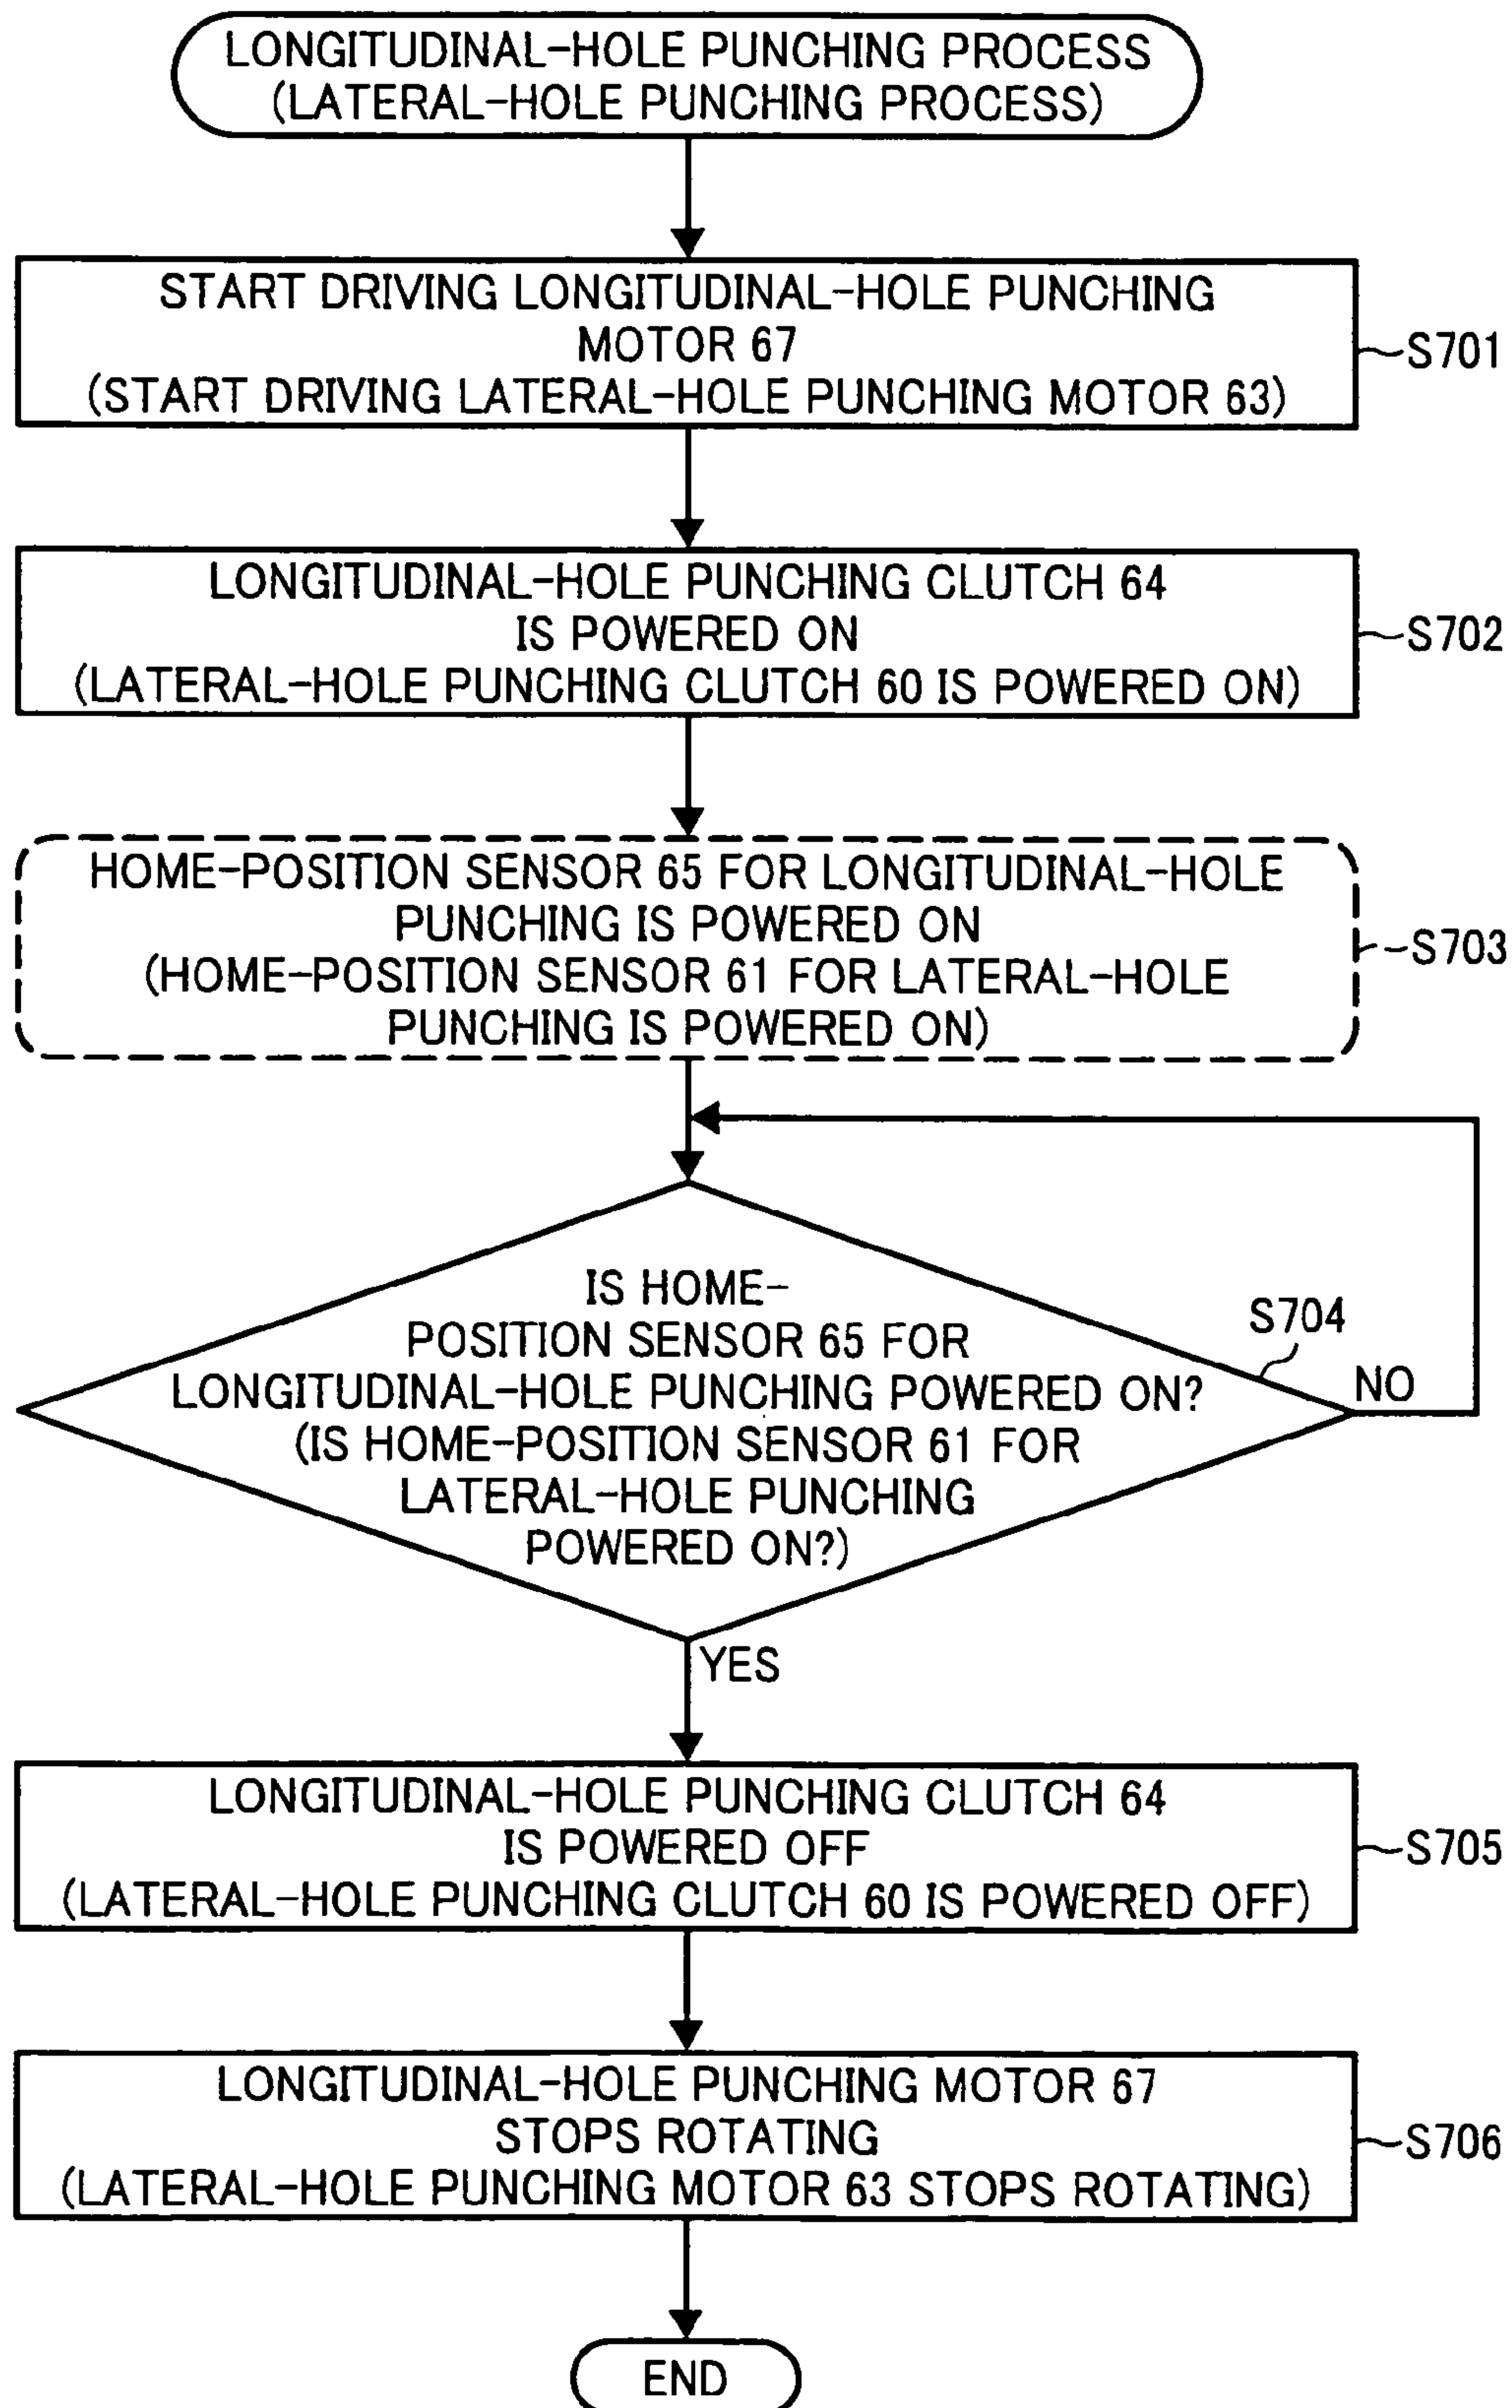 LONGITUDINAL-HOLE PUNCHING PROCESS
(LATERAL-HOLE PUNCHING PROCESS)
START DRIVING LONGITUDINAL-HOLE PUNCHING
MOTOR 67
(START DRIVING LATERAL-HOLE PUNCHING MOTOR 63)
S701
LONGITUDINAL-HOLE PUNCHING CLUTCH 64
IS POWERED ON
(LATERAL-HOLE PUNCHING CLUTCH 60 IS POWERED ON)
S702
HOME-POSITION SENSOR 65 FOR LONGITUDINAL-HOLE
PUNCHING IS POWERED ON
(HOME-POSITION SENSOR 61 FOR LATERAL-HOLE
PUNCHING IS POWERED ON)
S703
IS HOME-
POSITION SENSOR 65 FOR
LONGITUDINAL-HOLE PUNCHING POWERED ON?
(IS HOME-POSITION SENSOR 61 FOR
LATERAL-HOLE PUNCHING
POWERED ON?)
S704
NO
YES
LONGITUDINAL-HOLE PUNCHING CLUTCH 64
IS POWERED OFF
(LATERAL-HOLE PUNCHING CLUTCH 60 IS POWERED OFF)
S705
LONGITUDINAL-HOLE PUNCHING MOTOR 67
STOPS ROTATING
(LATERAL-HOLE PUNCHING MOTOR 63 STOPS ROTATING)
S706
END